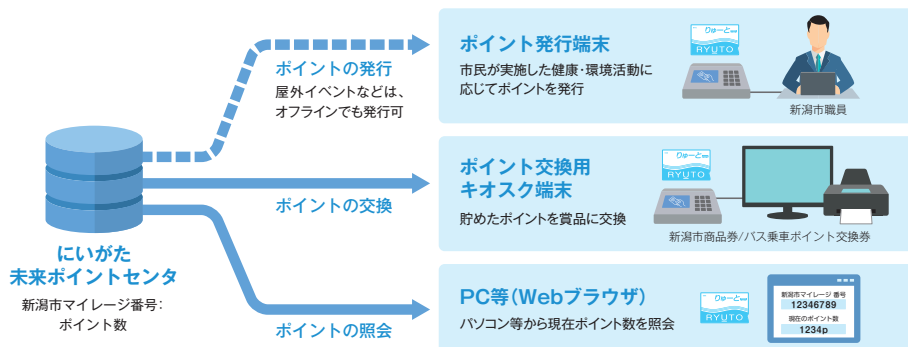 ポイントの発行
屋外イベントなどは、
オフラインでも発行可
ポイント発行端末
市民が実施した健康・環境活動に
応じてポイントを発行
りゅーと
RYUTO
新潟市職員
ポイントの交換
ポイント交換用
キオスク端末
貯めたポイントを賞品に交換
りゅーと
RYUTO
新潟市商品券/バス乗車ポイント交換券
にいがた
未来ポイントセンタ
新潟市マイレージ番号:
ポイント数
ポイントの照会
PC等(Webブラウザ)
パソコン等から現在ポイント数を照会
りゅーと
RYUTO
新潟市マイレージ 番号
12346789
現在のポイント数
1234p